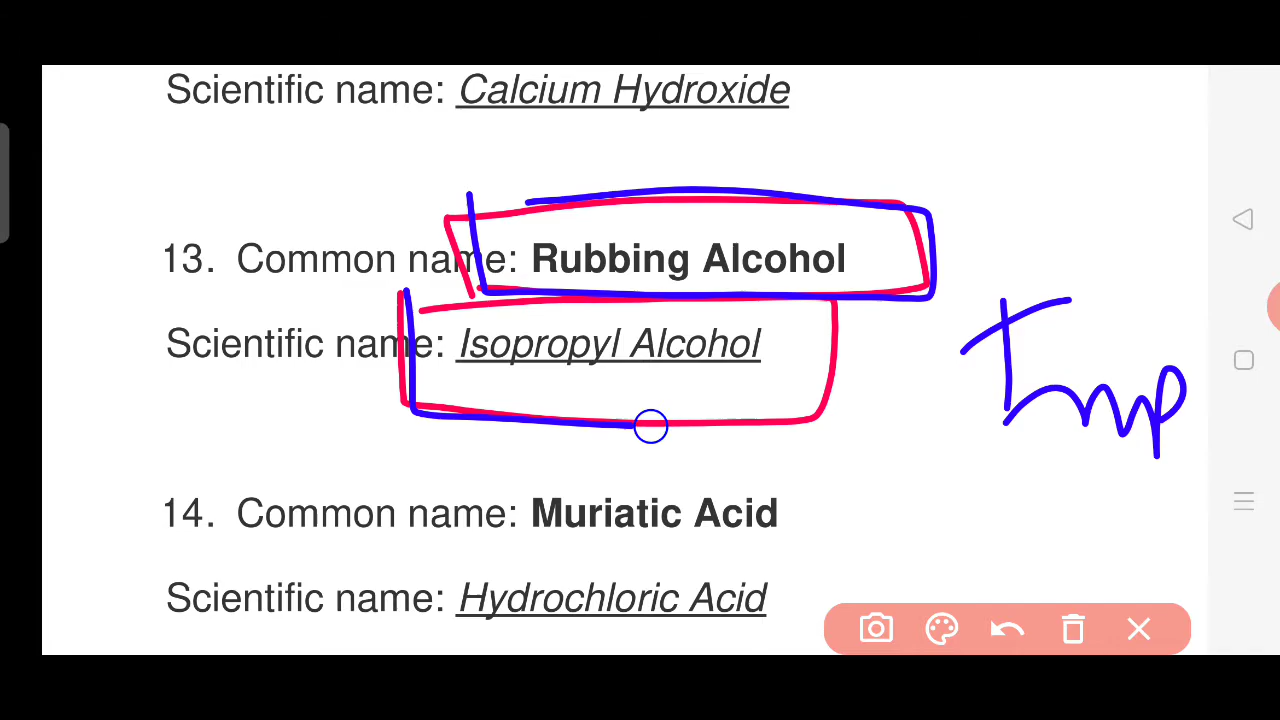 Scientific name: Calcium Hydroxide
13. Common name: Rubbing Alcohol
Scientific name: Isopropyl Alcohol
Imp
14. Common name: Muriatic Acid
Scientific name: Hydrochloric Acid